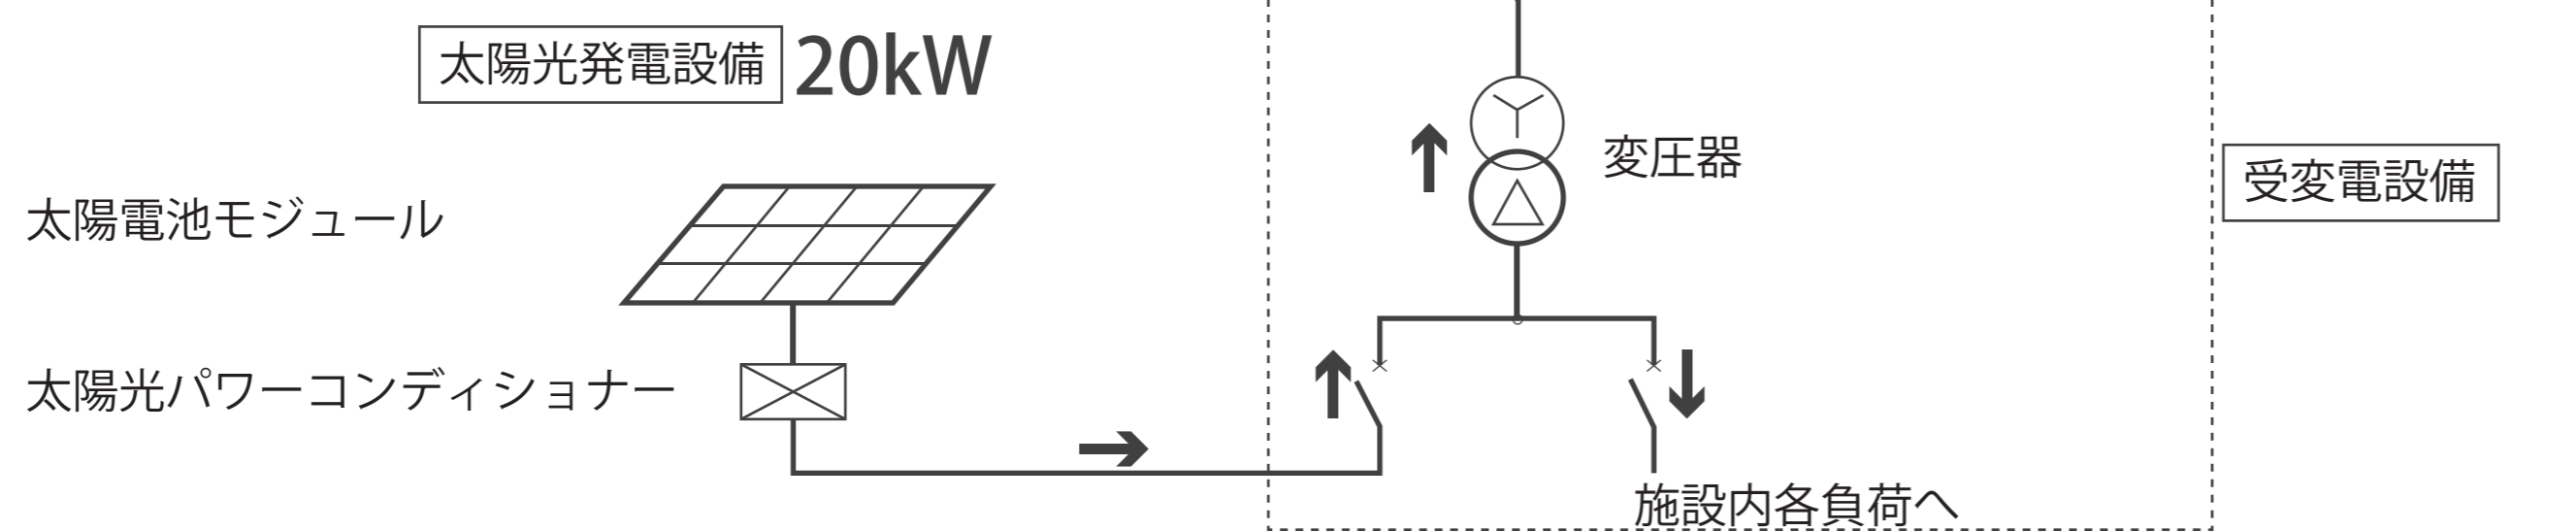 太陽光発電設備 20kW
変圧器
受変電設備
太陽電池モジュール
太陽光パワーコンディショナー
施設内各負荷へ